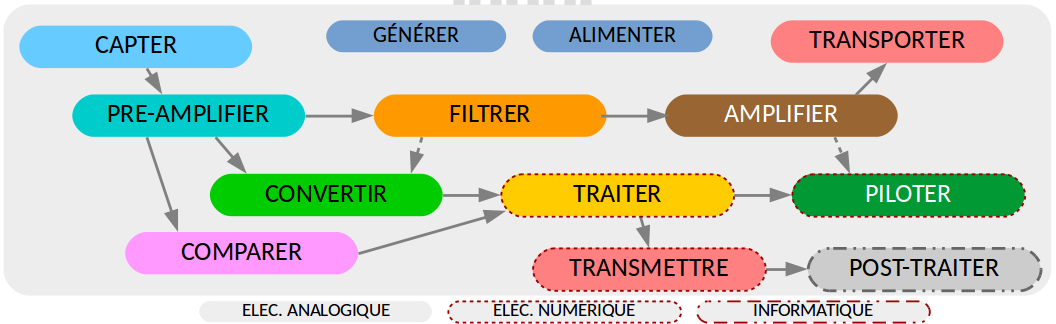 CAPTER
GÉNÉRER
ALIMENTER
TRANSPORTER
PRE-AMPLIFIER
FILTRER
AMPLIFIER
CONVERTIR
TRAITER
PILOTER
COMPARER
TRANSMETTRE
POST-TRAITER
ELEC. ANALOGIQUE
ELEC. NUMERIQUE
INFORMATIQUE